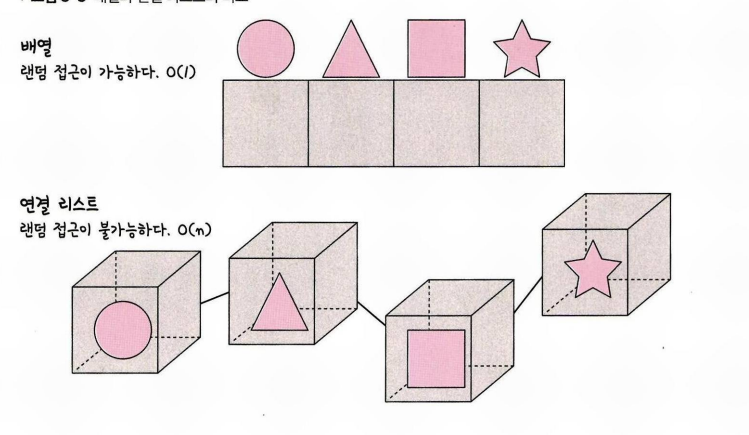 배열
랜덤 접근이 가능하다. O(1)
연결 리스트
랜덤 접근이 불가능하다. O(n)